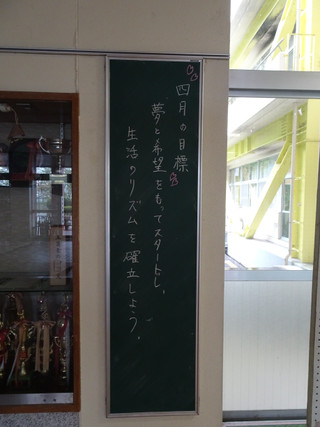 四月の目標
夢と希望をもってスタートし、
生活のリズムを確立しよう。